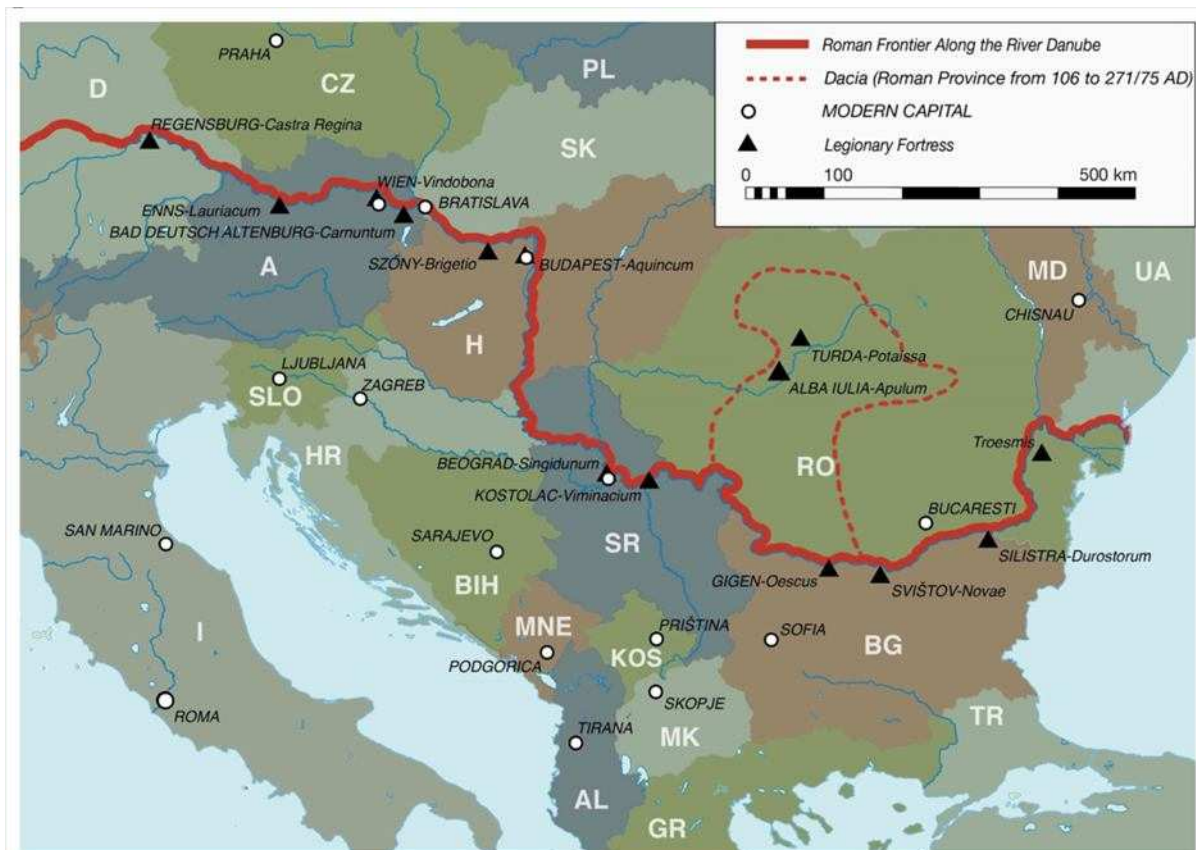 Roman Frontier Along the River Danube
Dacia (Roman Province from 106 to 271/75 AD)
MODERN CAPITAL
Legionary Fortress
0 100 500 km
PRAHA
CZ
PL
D
REGENSBURG-Castra Regina
SK
WIEN-Vindobona
BRATISLAVA
ENNS-Lauriacum
BAD DEUTSCH ALTENBURG-Carnuntum
SZÓNY-Brigetio
BUDAPEST-Aquincum
A
MD
UA
CHISNAU
H
TURDA-Potaissa
ALBA IULIA-Apulum
LJUBLJANA
SLO
ZAGREB
HR
Troesmis
BEOGRAD-Singidunum
KOSTOLAC-Viminacium
RO
BUCARESTI
SAN MARINO
SARAJEVO
SR
BIH
SILISTRA-Durostorum
GIGEN-Oescus
SVIŠTOV-Novae
I
MNE
PRIŠTINA
SOFIA
KOS
BG
PODGORICA
ROMA
SKOPJE
TIRANA
MK
TR
AL
GR